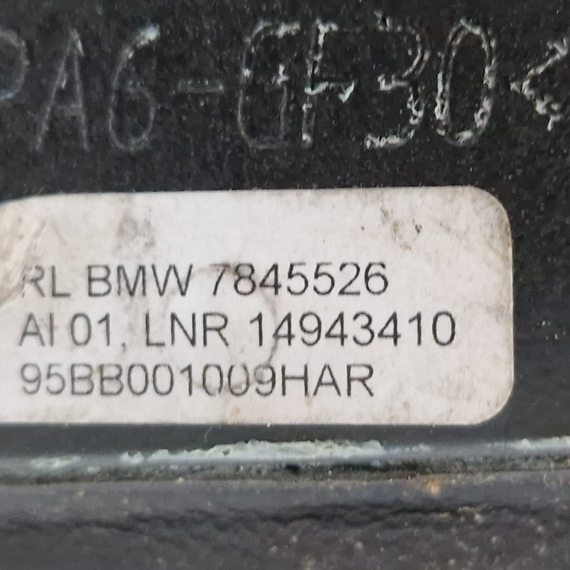 PA6-GF30<
RL BMW 7845526
AI 01, LNR 14943410
95BB001009HAR